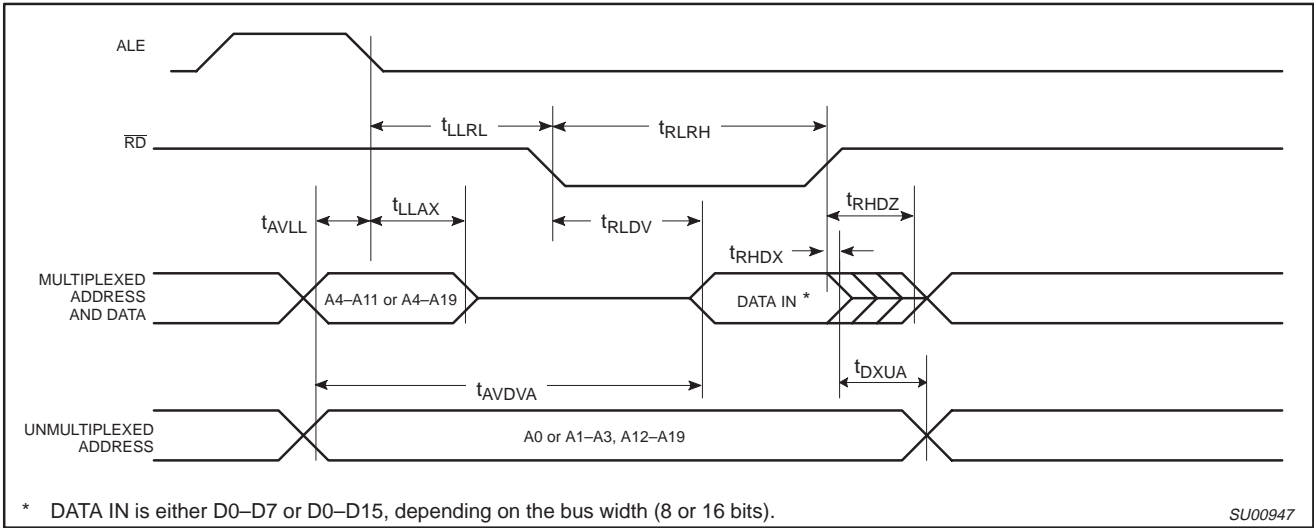 ALE
tLLRL
tRLRH
RD
tAVLL
tLLAX
tRLDV
tRHDZ
tRHDX
MULTIPLEXED
ADDRESS
AND DATA
A4–A11 or A4–A19
DATA IN *
tDXUA
tAVDVA
UNMULTIPLEXED
ADDRESS
A0 or A1–A3, A12–A19
* DATA IN is either D0–D7 or D0–D15, depending on the bus width (8 or 16 bits).
SU00947